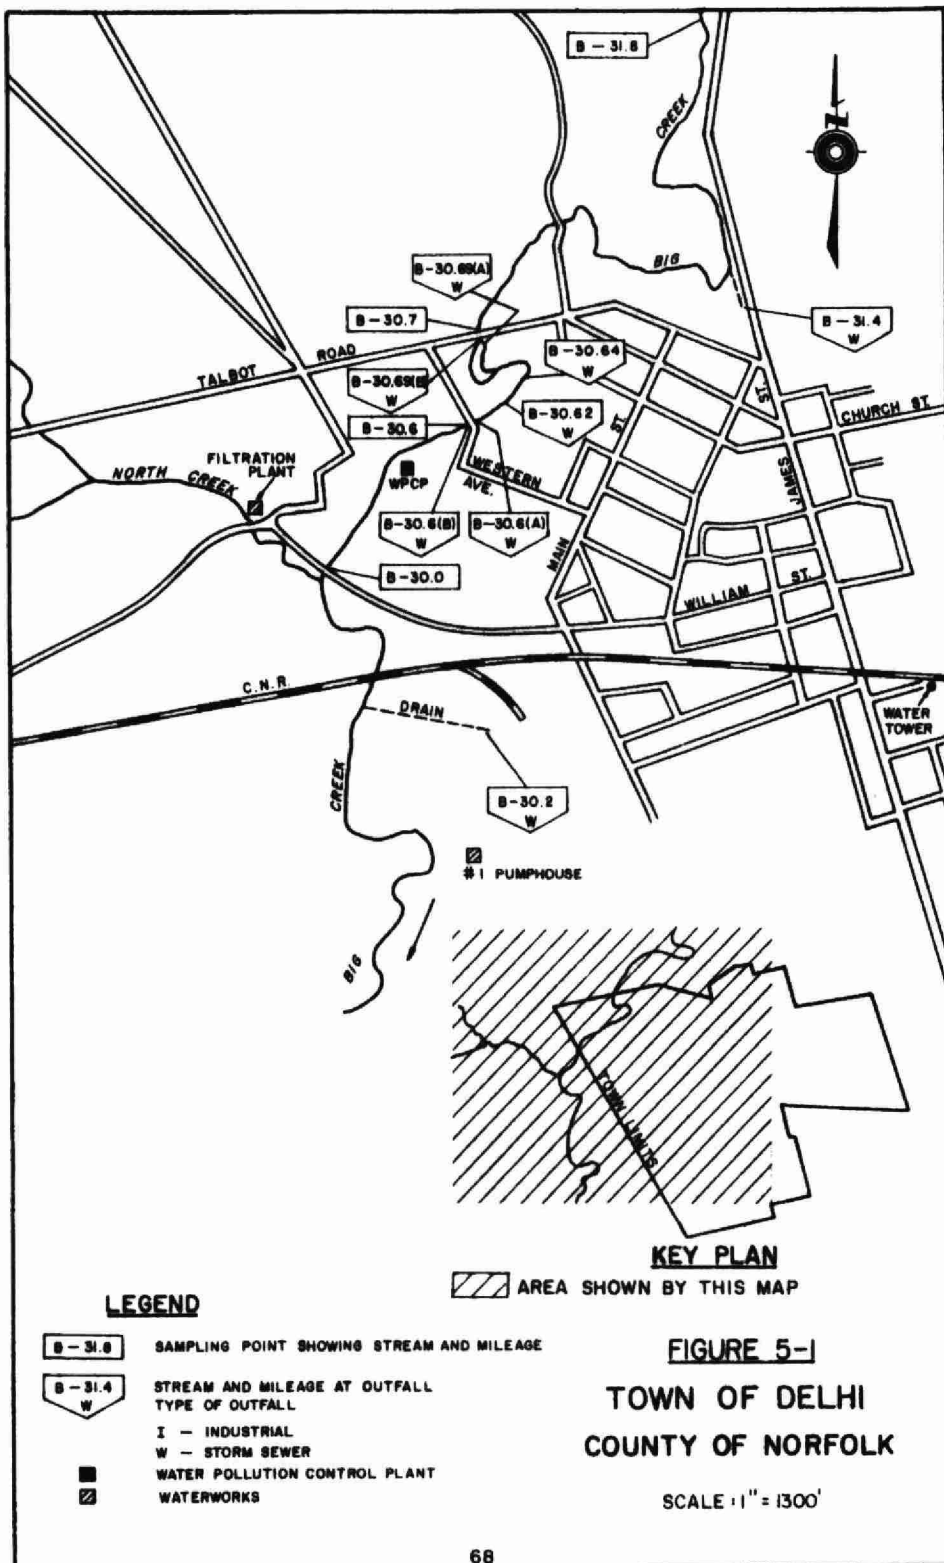 B - 31.8
CREEK
N
BIG
B-30.69(A)
W
B - 30.7
B - 31.4
W
TALBOT ROAD
B - 30.64
W
B-30.69(B)
W
ST.
CHURCH ST.
B - 30.62
W
B - 30.6
ST.
FILTRATION
PLANT
NORTH CREEK
WPCP
WESTERN
AVE.
JAMES
B-30.6(B)
W
B-30.6(A)
W
MAIN
B - 30.0
WILLIAM ST.
C.N.R.
DRAIN
WATER
TOWER
CREEK
B-30.2
W
#1 PUMPHOUSE
BIG
TOWN LIMITS
KEY PLAN
AREA SHOWN BY THIS MAP
LEGEND
B - 31.8 SAMPLING POINT SHOWING STREAM AND MILEAGE
B - 31.4 STREAM AND MILEAGE AT OUTFALL
W TYPE OF OUTFALL
I - INDUSTRIAL
W - STORM SEWER
WATER POLLUTION CONTROL PLANT
WATERWORKS
FIGURE 5-1
TOWN OF DELHI
COUNTY OF NORFOLK
SCALE : 1" = 1300'
68